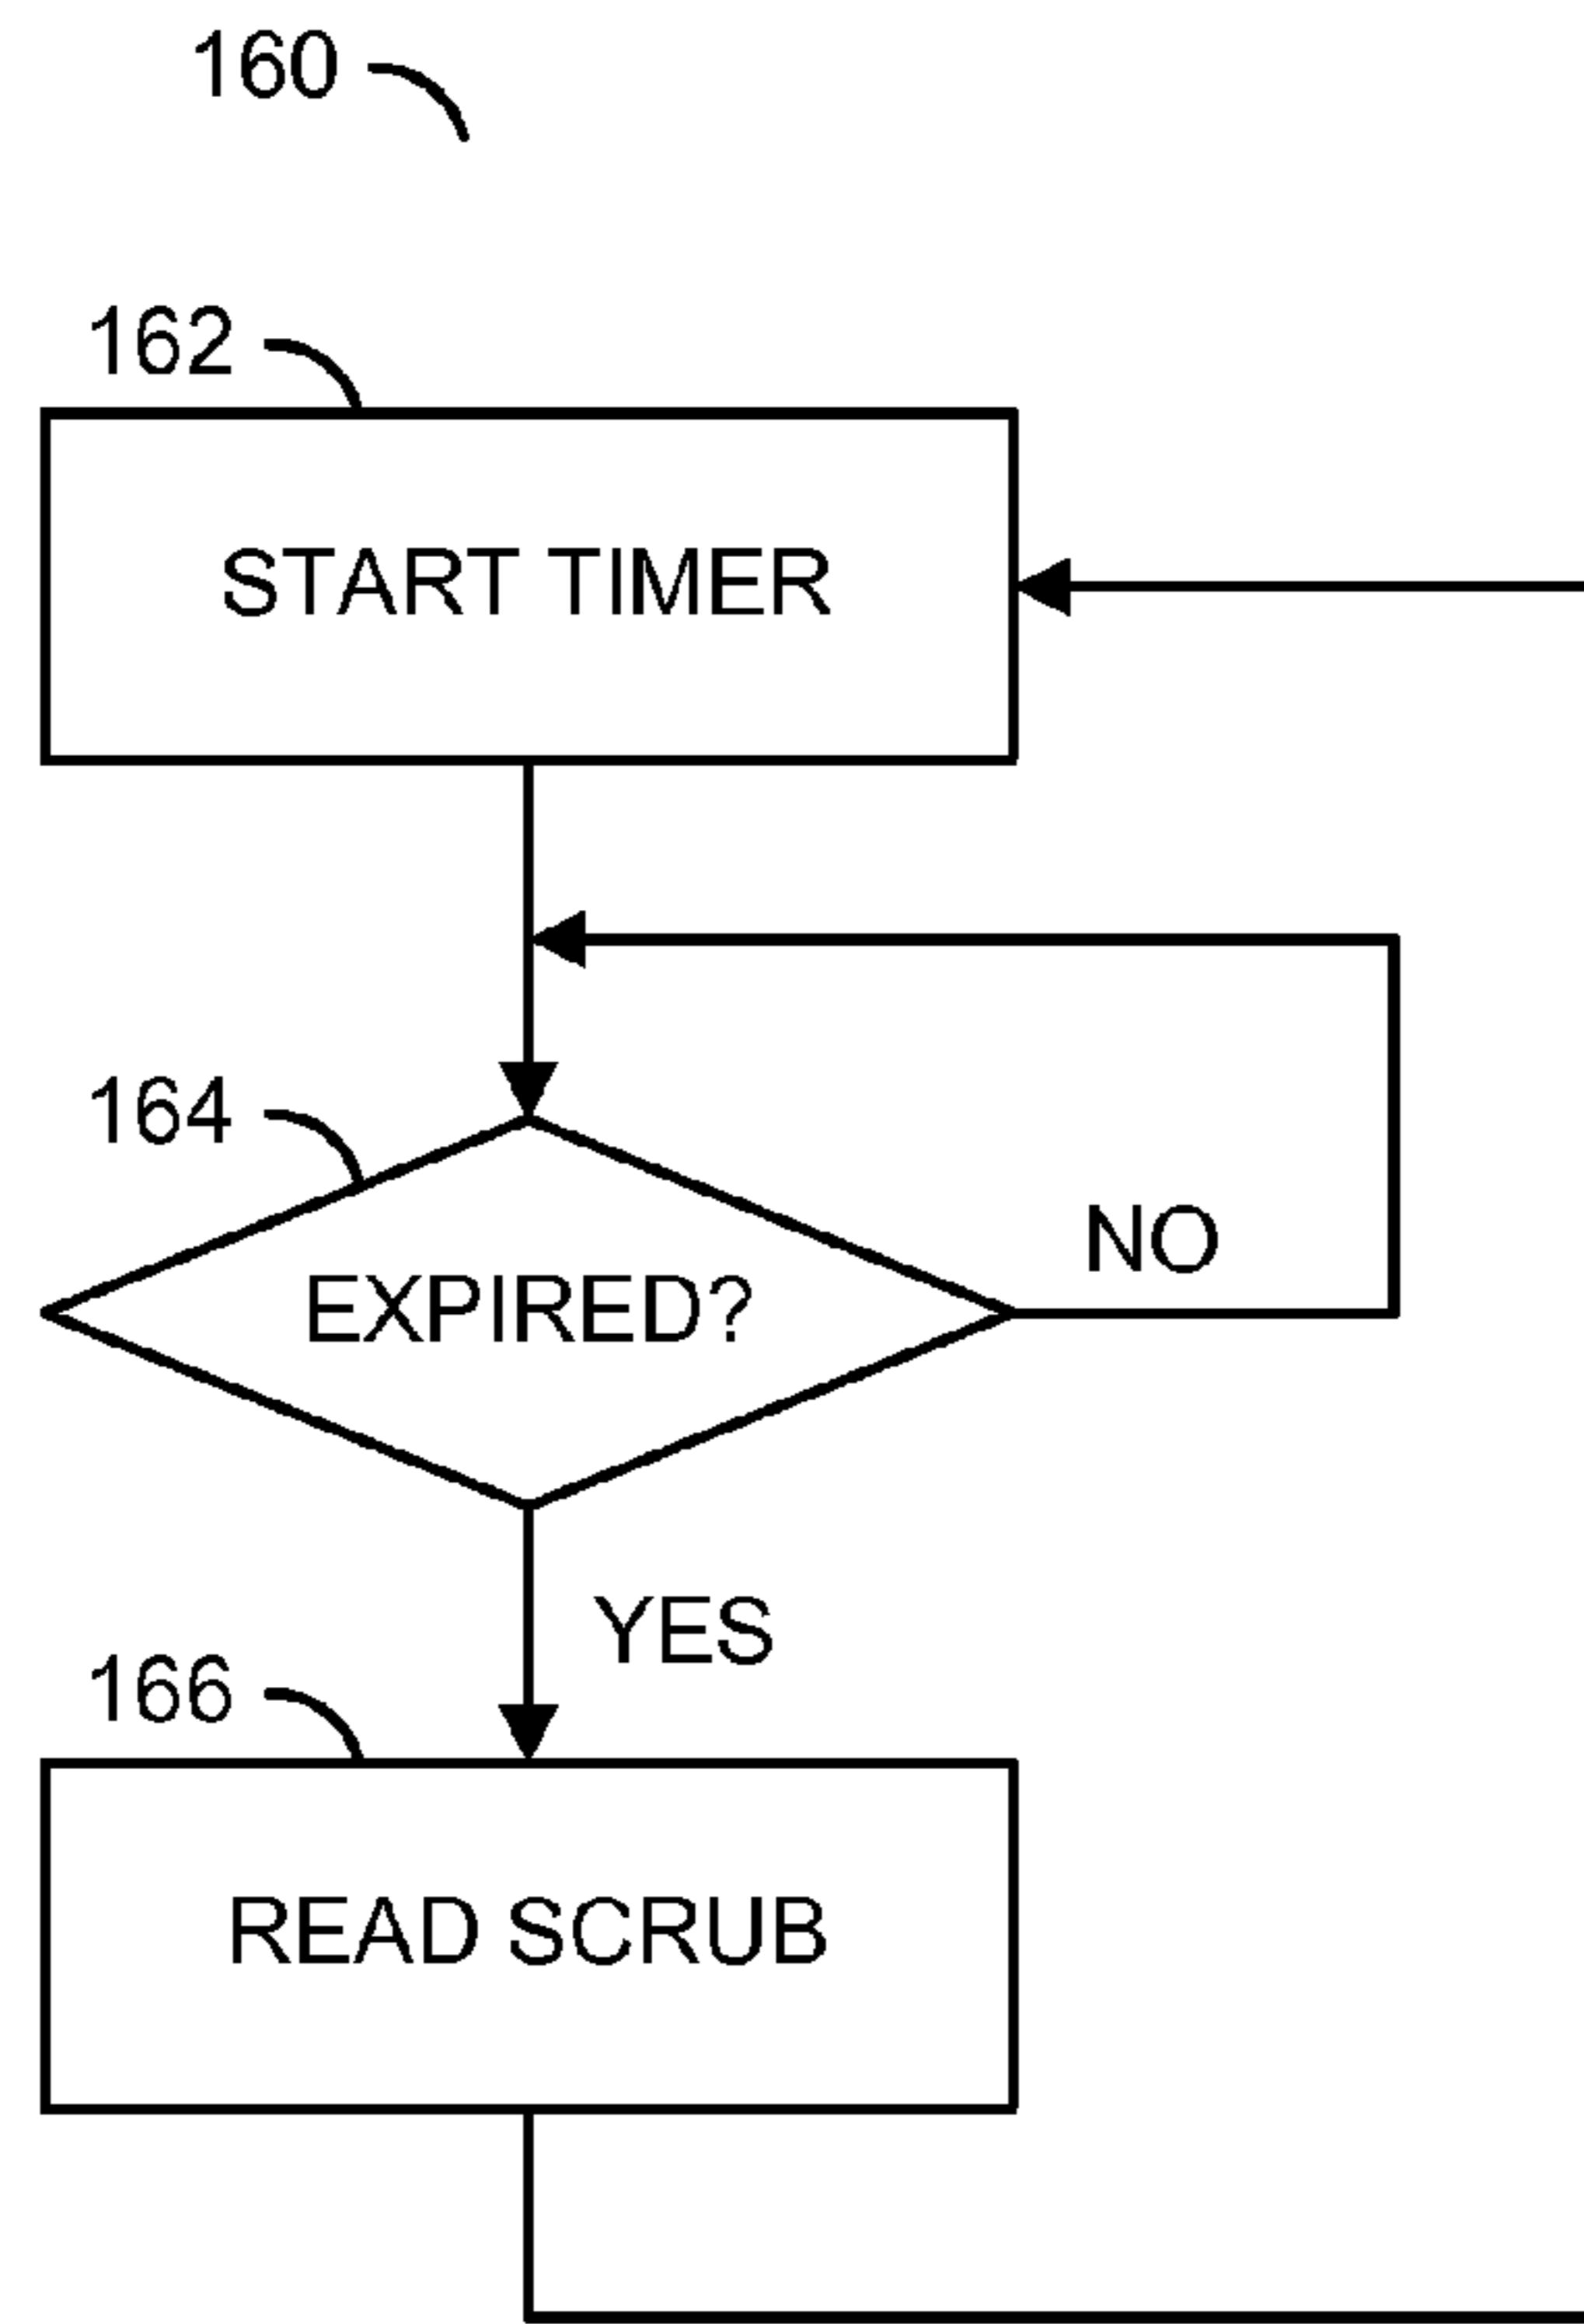 160
162
START TIMER
164
EXPIRED?
NO
YES
166
READ SCRUB